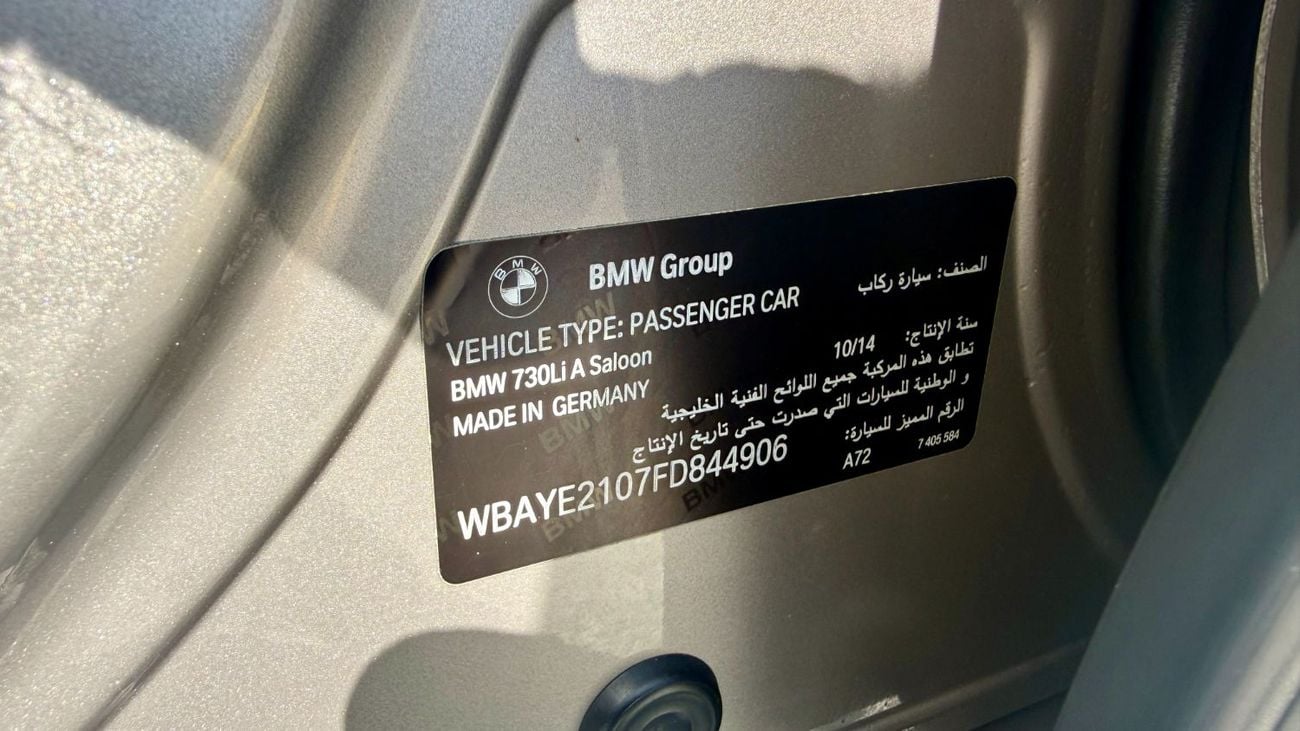 BMW
BMW Group
VEHICLE TYPE: PASSENGER CAR
الصنف: سيارة ركاب
BMW 730Li A Saloon
سنة الإنتاج: 10/14
MADE IN GERMANY
تطابق هذه المركبة جميع اللوائح الفنية الخليجية
و الوطنية للسيارات التي صدرت حتى تاريخ الإنتاج
الرقم المميز للسيارة:
WBAYE2107FD844906
A72
7 405 584